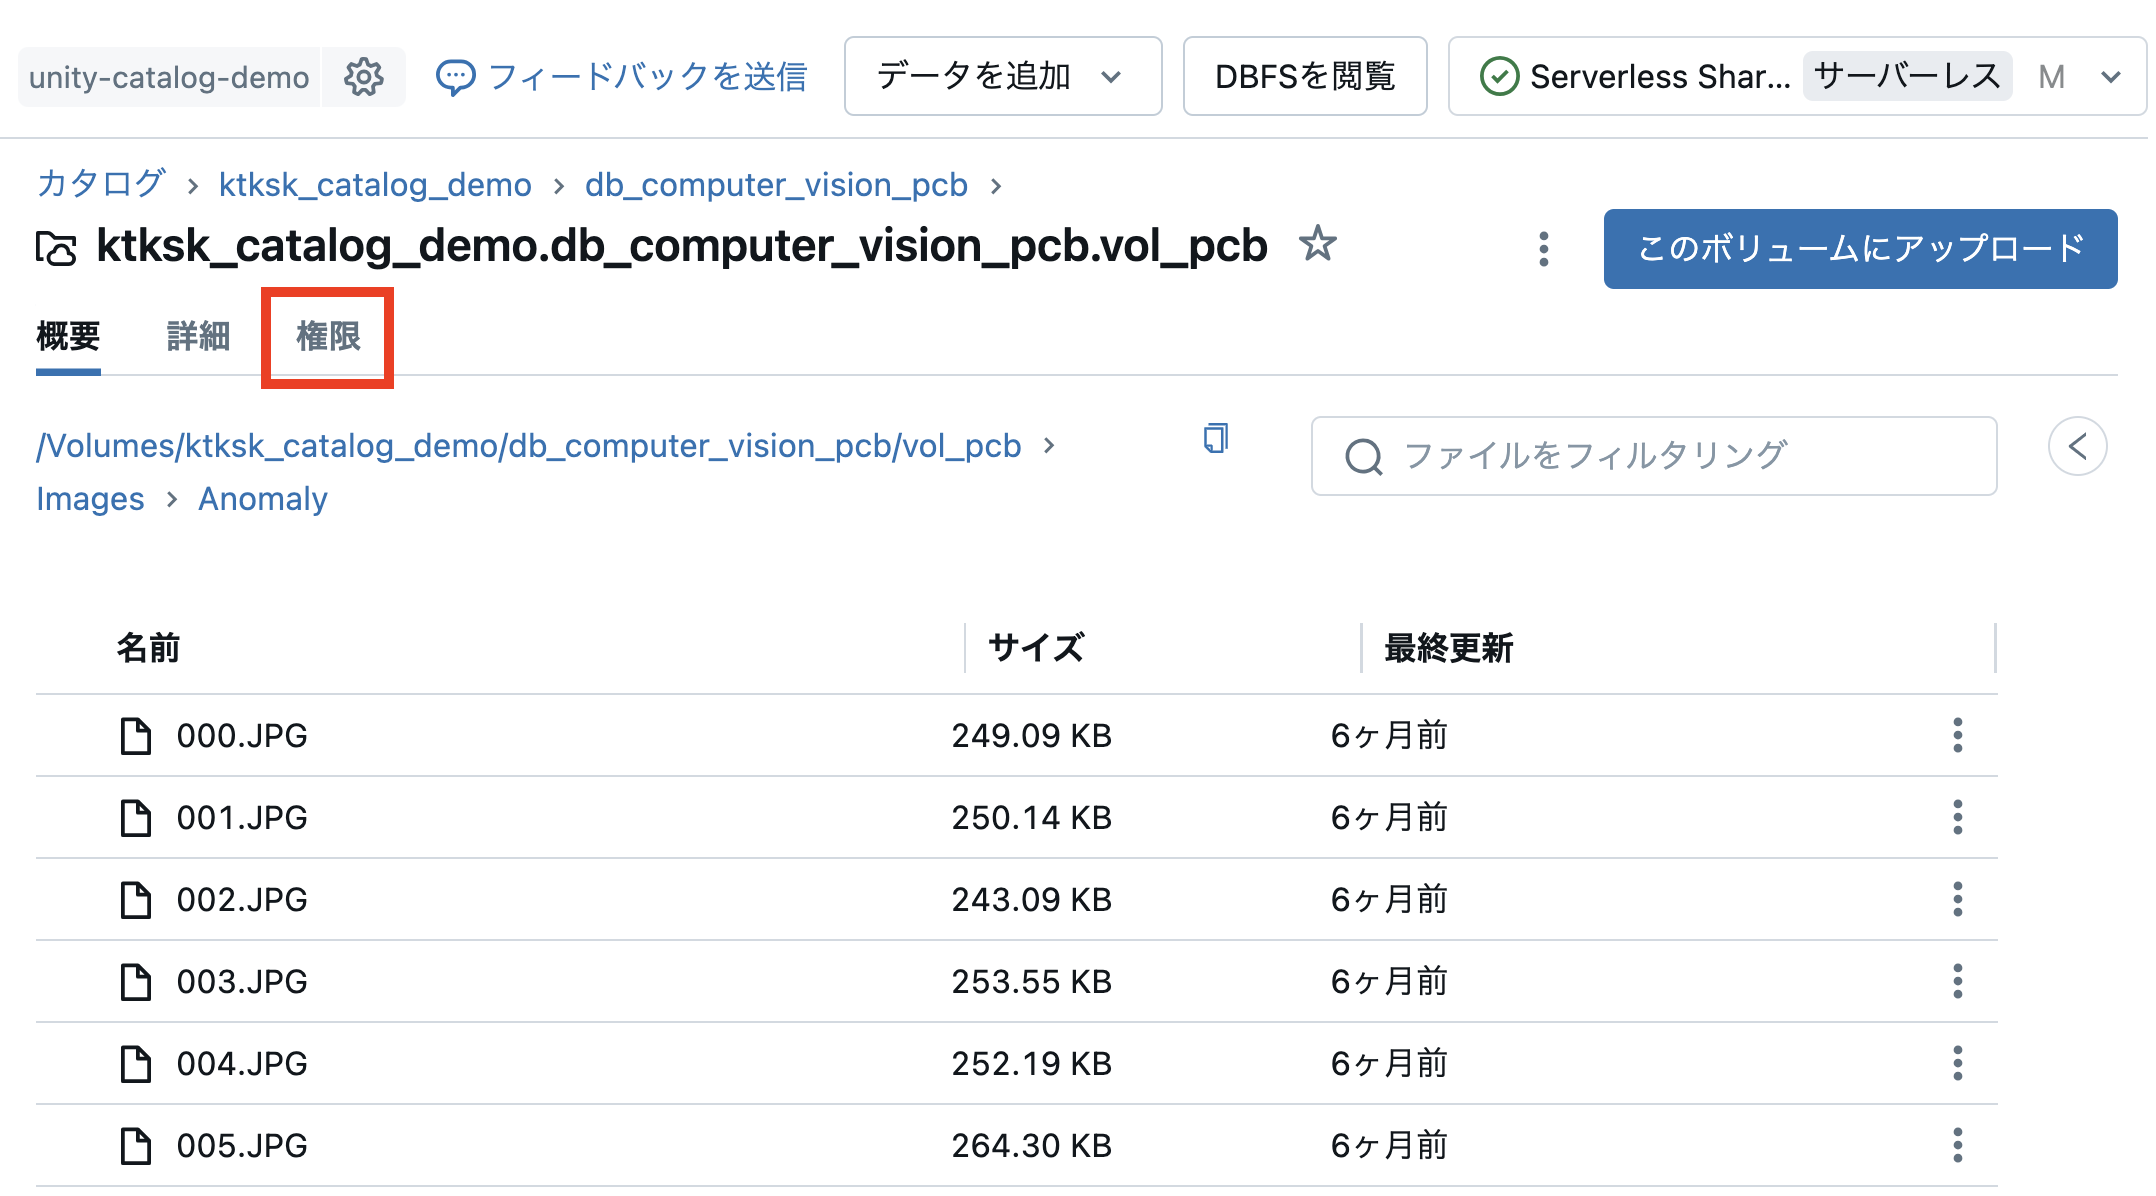 unity-catalog-demo フィードバックを送信 データを追加 DBFSを閲覧 Serverless Shar... サーバーレス M
カタログ › ktksk_catalog_demo › db_computer_vision_pcb ›
ktksk_catalog_demo.db_computer_vision_pcb.vol_pcb このボリュームにアップロード
概要 詳細 権限
/Volumes/ktksk_catalog_demo/db_computer_vision_pcb/vol_pcb › ファイルをフィルタリング
Images › Anomaly
名前 サイズ 最終更新
000.JPG 249.09 KB 6ヶ月前
001.JPG 250.14 KB 6ヶ月前
002.JPG 243.09 KB 6ヶ月前
003.JPG 253.55 KB 6ヶ月前
004.JPG 252.19 KB 6ヶ月前
005.JPG 264.30 KB 6ヶ月前